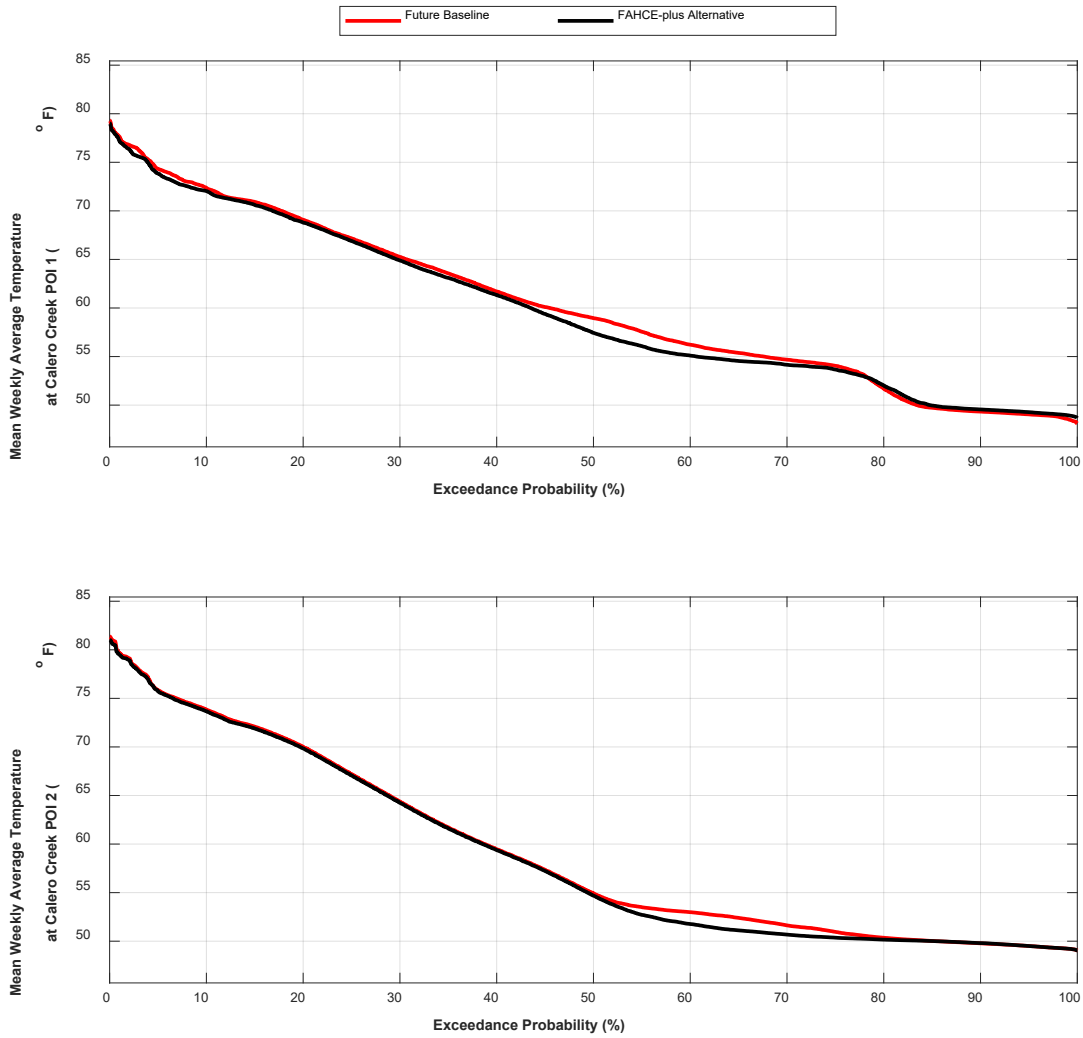 Future Baseline
FAHCE-plus Alternative
85
80
75
70
65
60
55
50
Mean Weekly Average Temperature
at Calero Creek POI 1 (
o F)
0 10 20 30 40 50 60 70 80 90 100
Exceedance Probability (%)
85
80
75
70
65
60
55
50
Mean Weekly Average Temperature
at Calero Creek POI 2 (
o F)
0 10 20 30 40 50 60 70 80 90 100
Exceedance Probability (%)